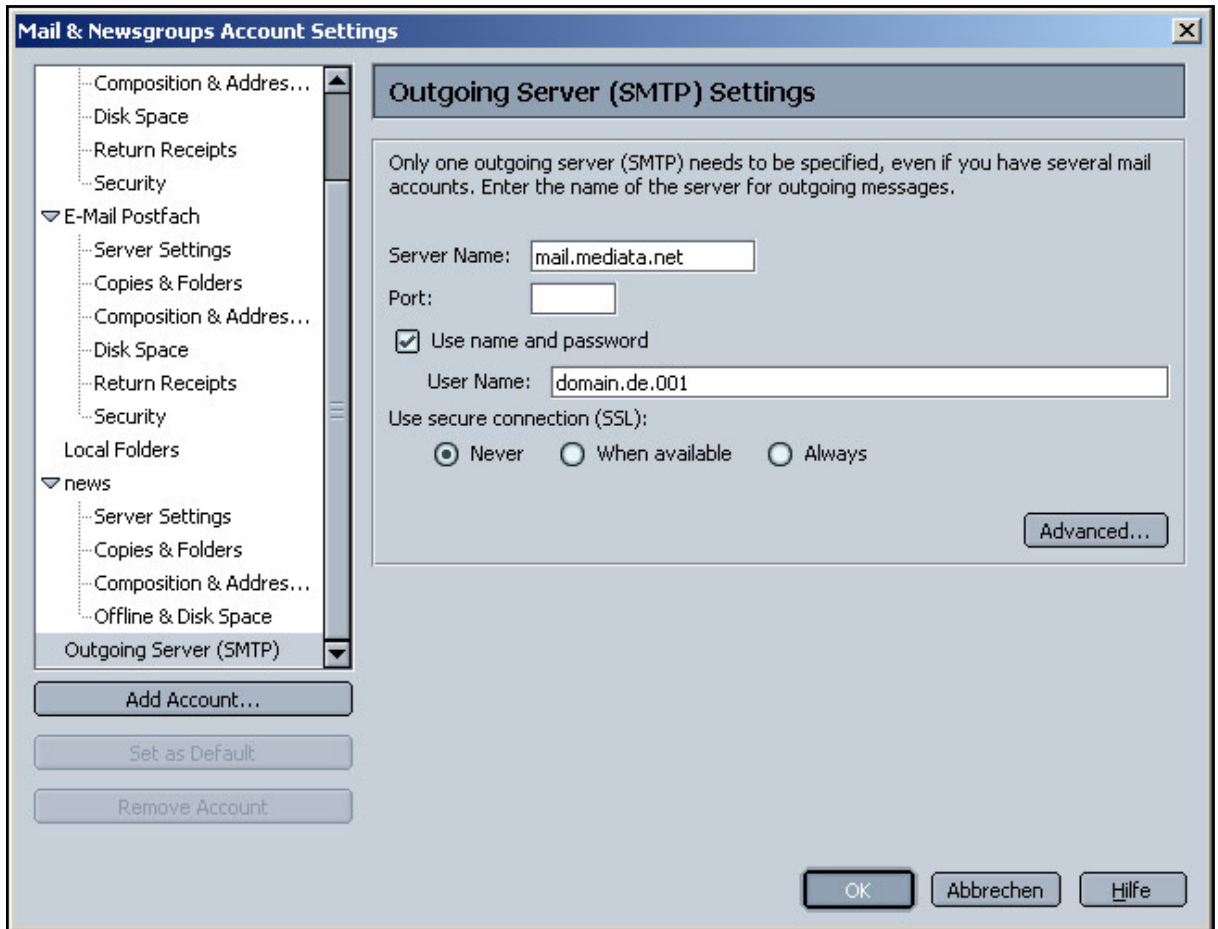 Mail & Newsgroups Account Settings
Composition & Addres...
Disk Space
Return Receipts
Security
E-Mail Postfach
Server Settings
Copies & Folders
Composition & Addres...
Disk Space
Return Receipts
Security
Local Folders
news
Server Settings
Copies & Folders
Composition & Addres...
Offline & Disk Space
Outgoing Server (SMTP)
Add Account...
Set as Default
Remove Account
Outgoing Server (SMTP) Settings
Only one outgoing server (SMTP) needs to be specified, even if you have several mail
accounts. Enter the name of the server for outgoing messages.
Server Name: mail.mediata.net
Port:
Use name and password
User Name: domain.de.001
Use secure connection (SSL):
Never When available Always
Advanced...
OK Abbrechen Hilfe